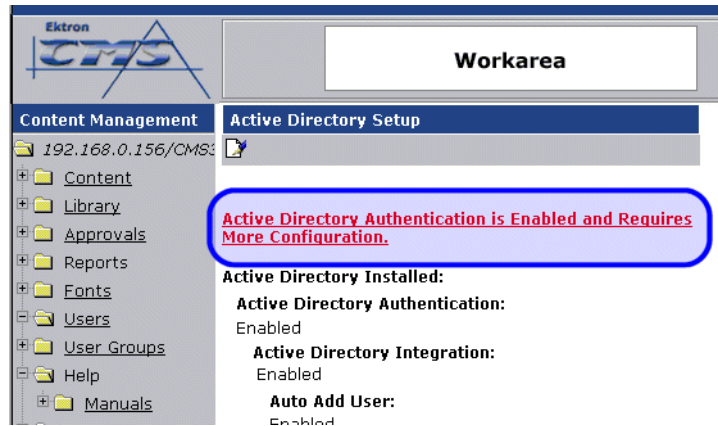 Ektron
CMS
Workarea
Content Management
192.168.0.156/CMS3
Content
Library
Approvals
Reports
Fonts
Users
User Groups
Help
Manuals
Active Directory Setup
Active Directory Authentication is Enabled and Requires
More Configuration.
Active Directory Installed:
Active Directory Authentication:
Enabled
Active Directory Integration:
Enabled
Auto Add User:
Enabled